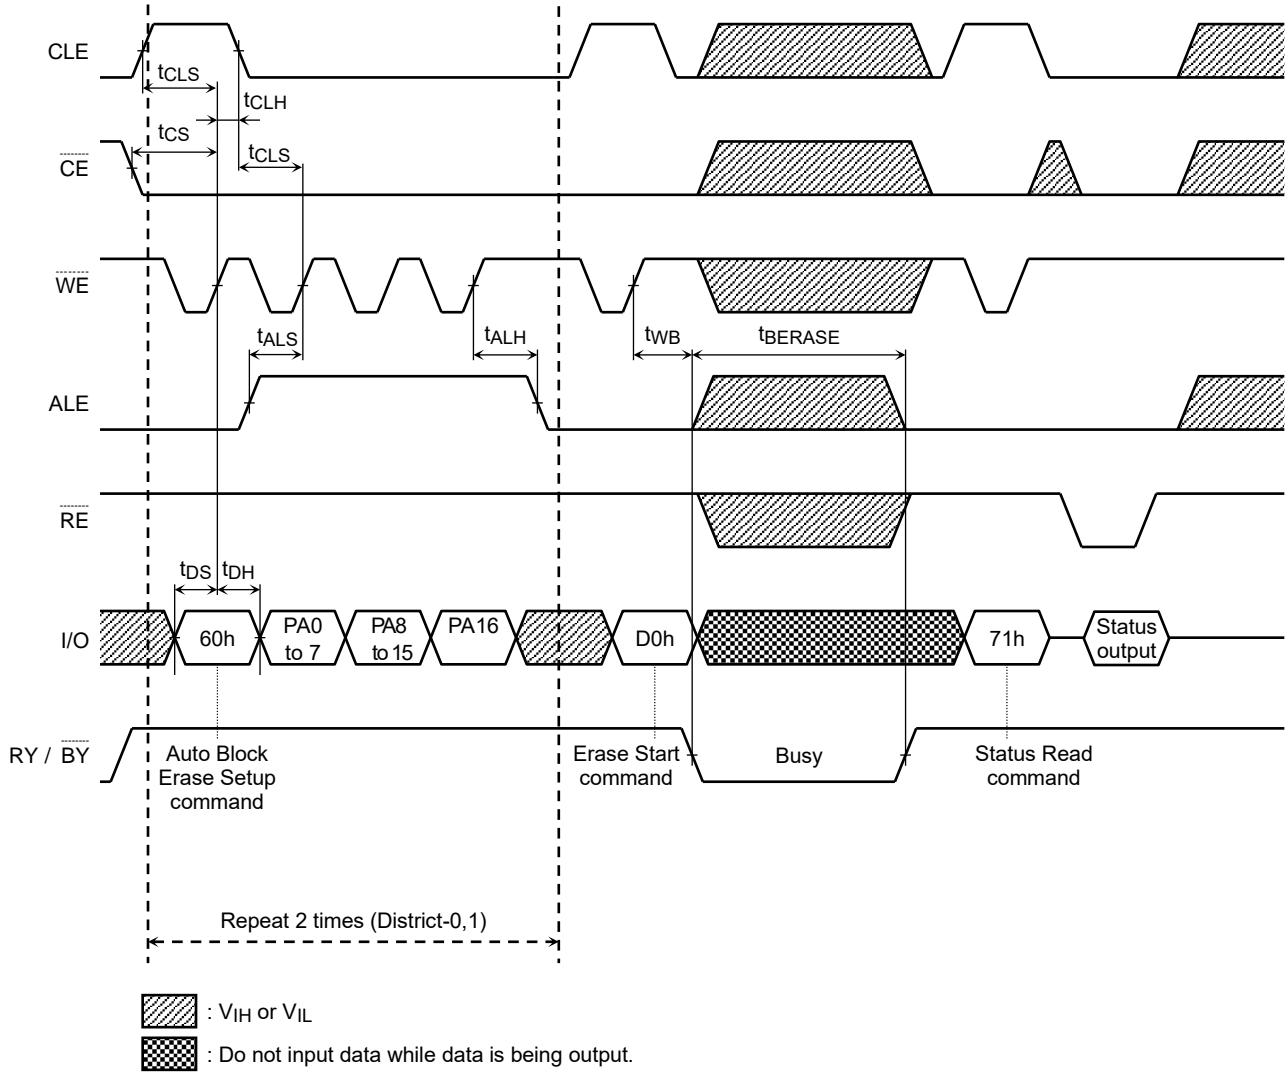 CLE
tCLS
tCLH
tCS
tCLS
CE
WE
tALS
tALH
tWB
tBERASE
ALE
RE
tDS
tDH
I/O
60h
PA0
to 7
PA8
to 15
PA16
D0h
71h
Status
output
RY / BY
Auto Block
Erase Setup
command
Erase Start
command
Busy
Status Read
command
Repeat 2 times (District-0,1)
: VIH or VIL
: Do not input data while data is being output.